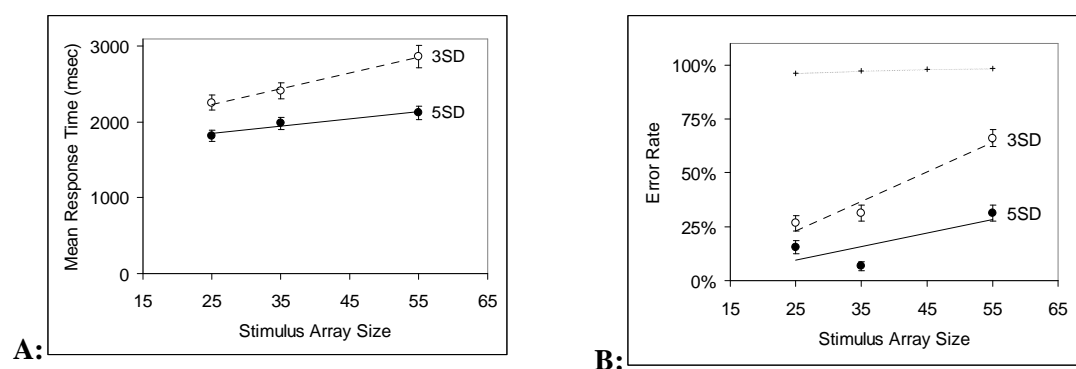 A:
Mean Response Time (msec)
3000
2000
1000
0
3SD
5SD
15 25 35 45 55 65
Stimulus Array Size
B:
Error Rate
100%
75%
50%
25%
0%
3SD
5SD
15 25 35 45 55 65
Stimulus Array Size